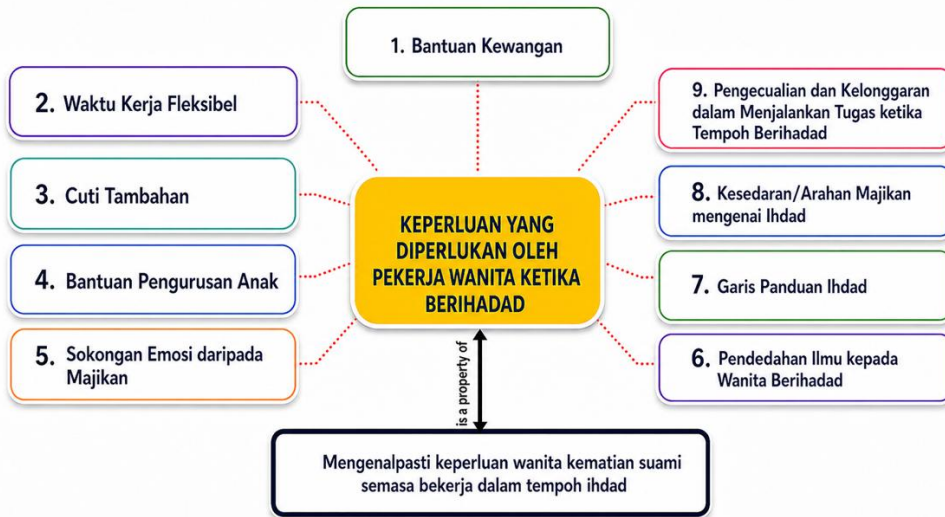 1. Bantuan Kewangan
2. Waktu Kerja Fleksibel
3. Cuti Tambahan
4. Bantuan Pengurusan Anak
5. Sokongan Emosi daripada
Majikan
KEPERLUAN YANG
DIPERLUKAN OLEH
PEKERJA WANITA KETIKA
BERIHADAD
9. Pengecualian dan Kelonggaran
dalam Menjalankan Tugas ketika
Tempoh Berihadad
8. Kesedaran/Arahan Majikan
mengenai Ihdad
7. Garis Panduan Ihdad
6. Pendedahan Ilmu kepada
Wanita Berihadad
is a property of
Mengenalpasti keperluan wanita kematian suami
semasa bekerja dalam tempoh ihdad